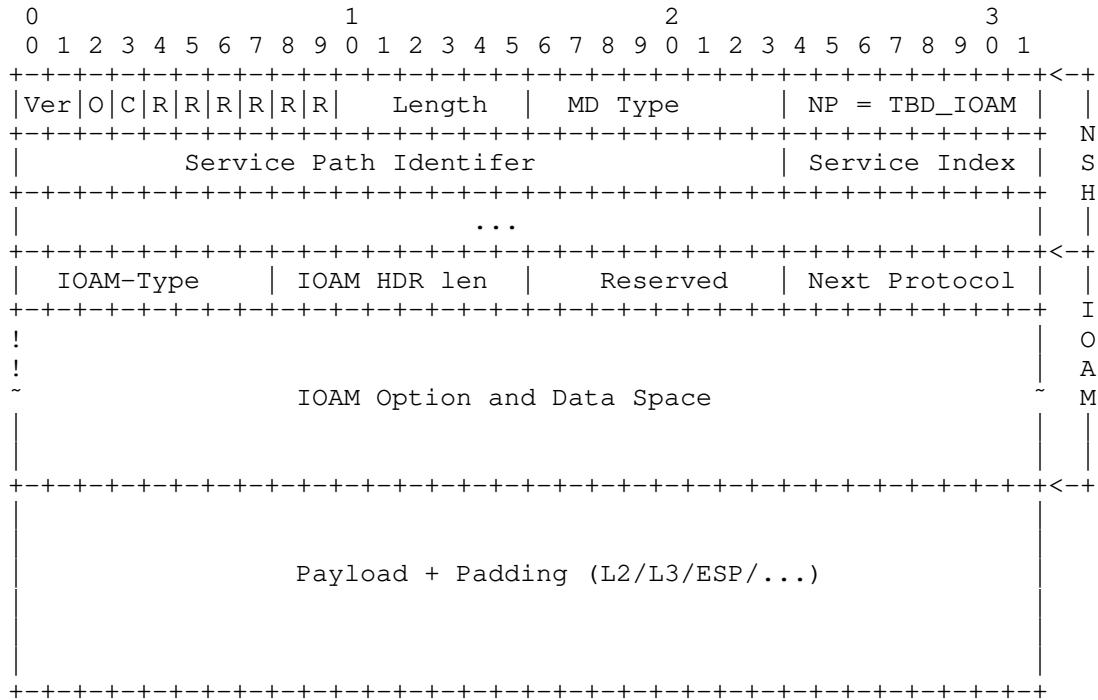 0                   1                   2                   3
 0 1 2 3 4 5 6 7 8 9 0 1 2 3 4 5 6 7 8 9 0 1 2 3 4 5 6 7 8 9 0 1
+-+-+-+-+-+-+-+-+-+-+-+-+-+-+-+-+-+-+-+-+-+-+-+-+-+-+-+-+-+-+-+-+<-+
|Ver|O|C|R|R|R|R|R|R|   Length  |  MD Type      | NP = TBD_IOAM |  |
+-+-+-+-+-+-+-+-+-+-+-+-+-+-+-+-+-+-+-+-+-+-+-+-+-+-+-+-+-+-+-+-+  N
|          Service Path Identifer               | Service Index |  S
+-+-+-+-+-+-+-+-+-+-+-+-+-+-+-+-+-+-+-+-+-+-+-+-+-+-+-+-+-+-+-+-+  H
|                            ...                                |  |
+-+-+-+-+-+-+-+-+-+-+-+-+-+-+-+-+-+-+-+-+-+-+-+-+-+-+-+-+-+-+-+-+<-+
|  IOAM-Type    | IOAM HDR len  |    Reserved   | Next Protocol |  |
+-+-+-+-+-+-+-+-+-+-+-+-+-+-+-+-+-+-+-+-+-+-+-+-+-+-+-+-+-+-+-+-+  I
!                                                               |  O
!                                                               |  A
~                 IOAM Option and Data Space                    ~  M
|                                                               |  |
|                                                               |  |
+-+-+-+-+-+-+-+-+-+-+-+-+-+-+-+-+-+-+-+-+-+-+-+-+-+-+-+-+-+-+-+-+<-+
|                                                               |
|                                                               |
|                 Payload + Padding (L2/L3/ESP/...)             |
|                                                               |
|                                                               |
|                                                               |
+-+-+-+-+-+-+-+-+-+-+-+-+-+-+-+-+-+-+-+-+-+-+-+-+-+-+-+-+-+-+-+-+